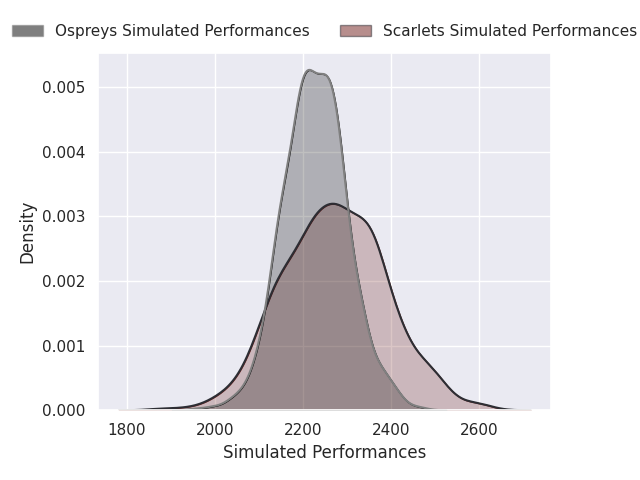 Ospreys Simulated Performances
Scarlets Simulated Performances
0.005
0.004
0.003
0.002
0.001
0.000
Density
1800
2000
2200
2400
2600
Simulated Performances